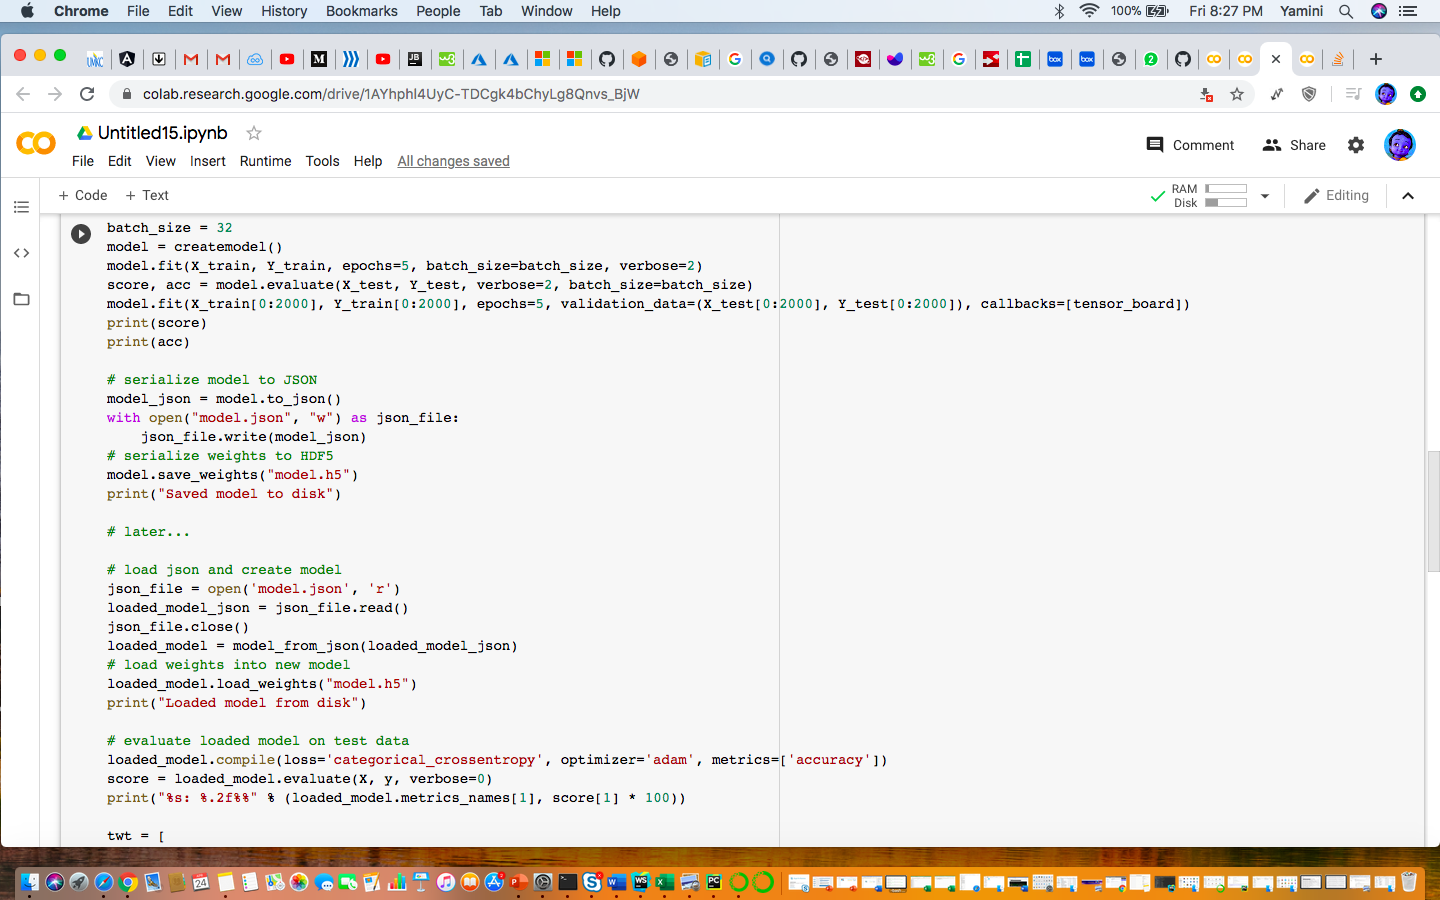 Chrome File Edit View History Bookmarks People Tab Window Help 100% Fri 8:27 PM Yamini
colab.research.google.com/drive/1AYhphI4UyC-TDCgk4bChyLg8Qnvs_BjW
CO Untitled15.ipynb Comment Share
File Edit View Insert Runtime Tools Help All changes saved
+ Code + Text RAM Editing
Disk
batch_size = 32
model = createmodel()
model.fit(X_train, Y_train, epochs=5, batch_size=batch_size, verbose=2)
score, acc = model.evaluate(X_test, Y_test, verbose=2, batch_size=batch_size)
model.fit(X_train[0:2000], Y_train[0:2000], epochs=5, validation_data=(X_test[0:2000], Y_test[0:2000]), callbacks=[tensor_board])
print(score)
print(acc)
# serialize model to JSON
model_json = model.to_json()
with open("model.json", "w") as json_file:
json_file.write(model_json)
# serialize weights to HDF5
model.save_weights("model.h5")
print("Saved model to disk")
# later...
# load json and create model
json_file = open('model.json', 'r')
loaded_model_json = json_file.read()
json_file.close()
loaded_model = model_from_json(loaded_model_json)
# load weights into new model
loaded_model.load_weights("model.h5")
print("Loaded model from disk")
# evaluate loaded model on test data
loaded_model.compile(loss='categorical_crossentropy', optimizer='adam', metrics=['accuracy'])
score = loaded_model.evaluate(X, y, verbose=0)
print("%s: %.2f%%" % (loaded_model.metrics_names[1], score[1] * 100))
twt = [